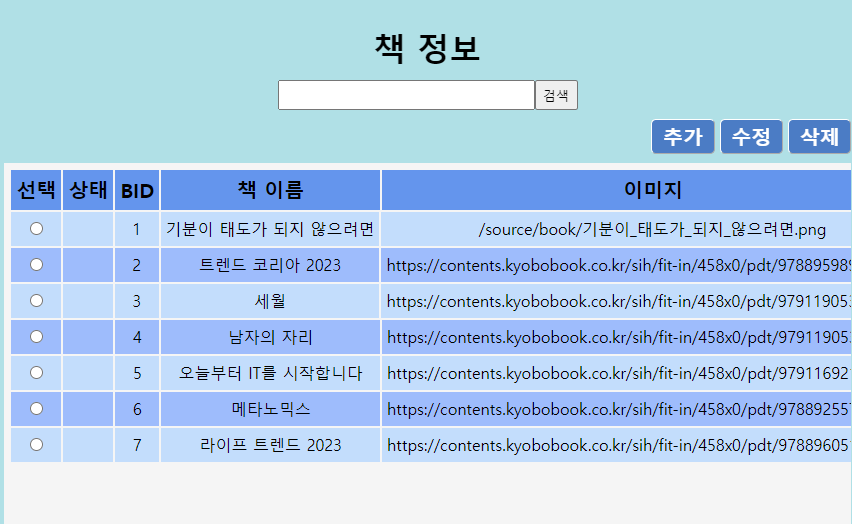 책 정보
검색
추가 수정 삭제
선택 상태 BID 책 이름 이미지
1 기분이 태도가 되지 않으려면 /source/book/기분이_태도가_되지_않으려면.png
2 트렌드 코리아 2023 https://contents.kyobobook.co.kr/sih/fit-in/458x0/pdt/97889598
3 세월 https://contents.kyobobook.co.kr/sih/fit-in/458x0/pdt/97911905
4 남자의 자리 https://contents.kyobobook.co.kr/sih/fit-in/458x0/pdt/97911905
5 오늘부터 IT를 시작합니다 https://contents.kyobobook.co.kr/sih/fit-in/458x0/pdt/97911692
6 메타노믹스 https://contents.kyobobook.co.kr/sih/fit-in/458x0/pdt/97889255
7 라이프 트렌드 2023 https://contents.kyobobook.co.kr/sih/fit-in/458x0/pdt/97889605